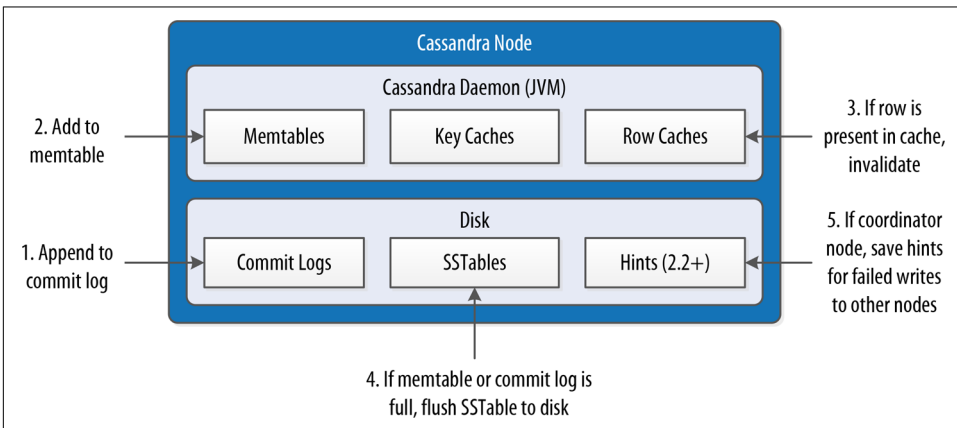 Cassandra Node
Cassandra Daemon (JVM)
2. Add to
memtable
Memtables
Key Caches
Row Caches
3. If row is
present in cache,
invalidate
Disk
1. Append to
commit log
Commit Logs
SSTables
Hints (2.2+)
5. If coordinator
node, save hints
for failed writes
to other nodes
4. If memtable or commit log is
full, flush SSTable to disk